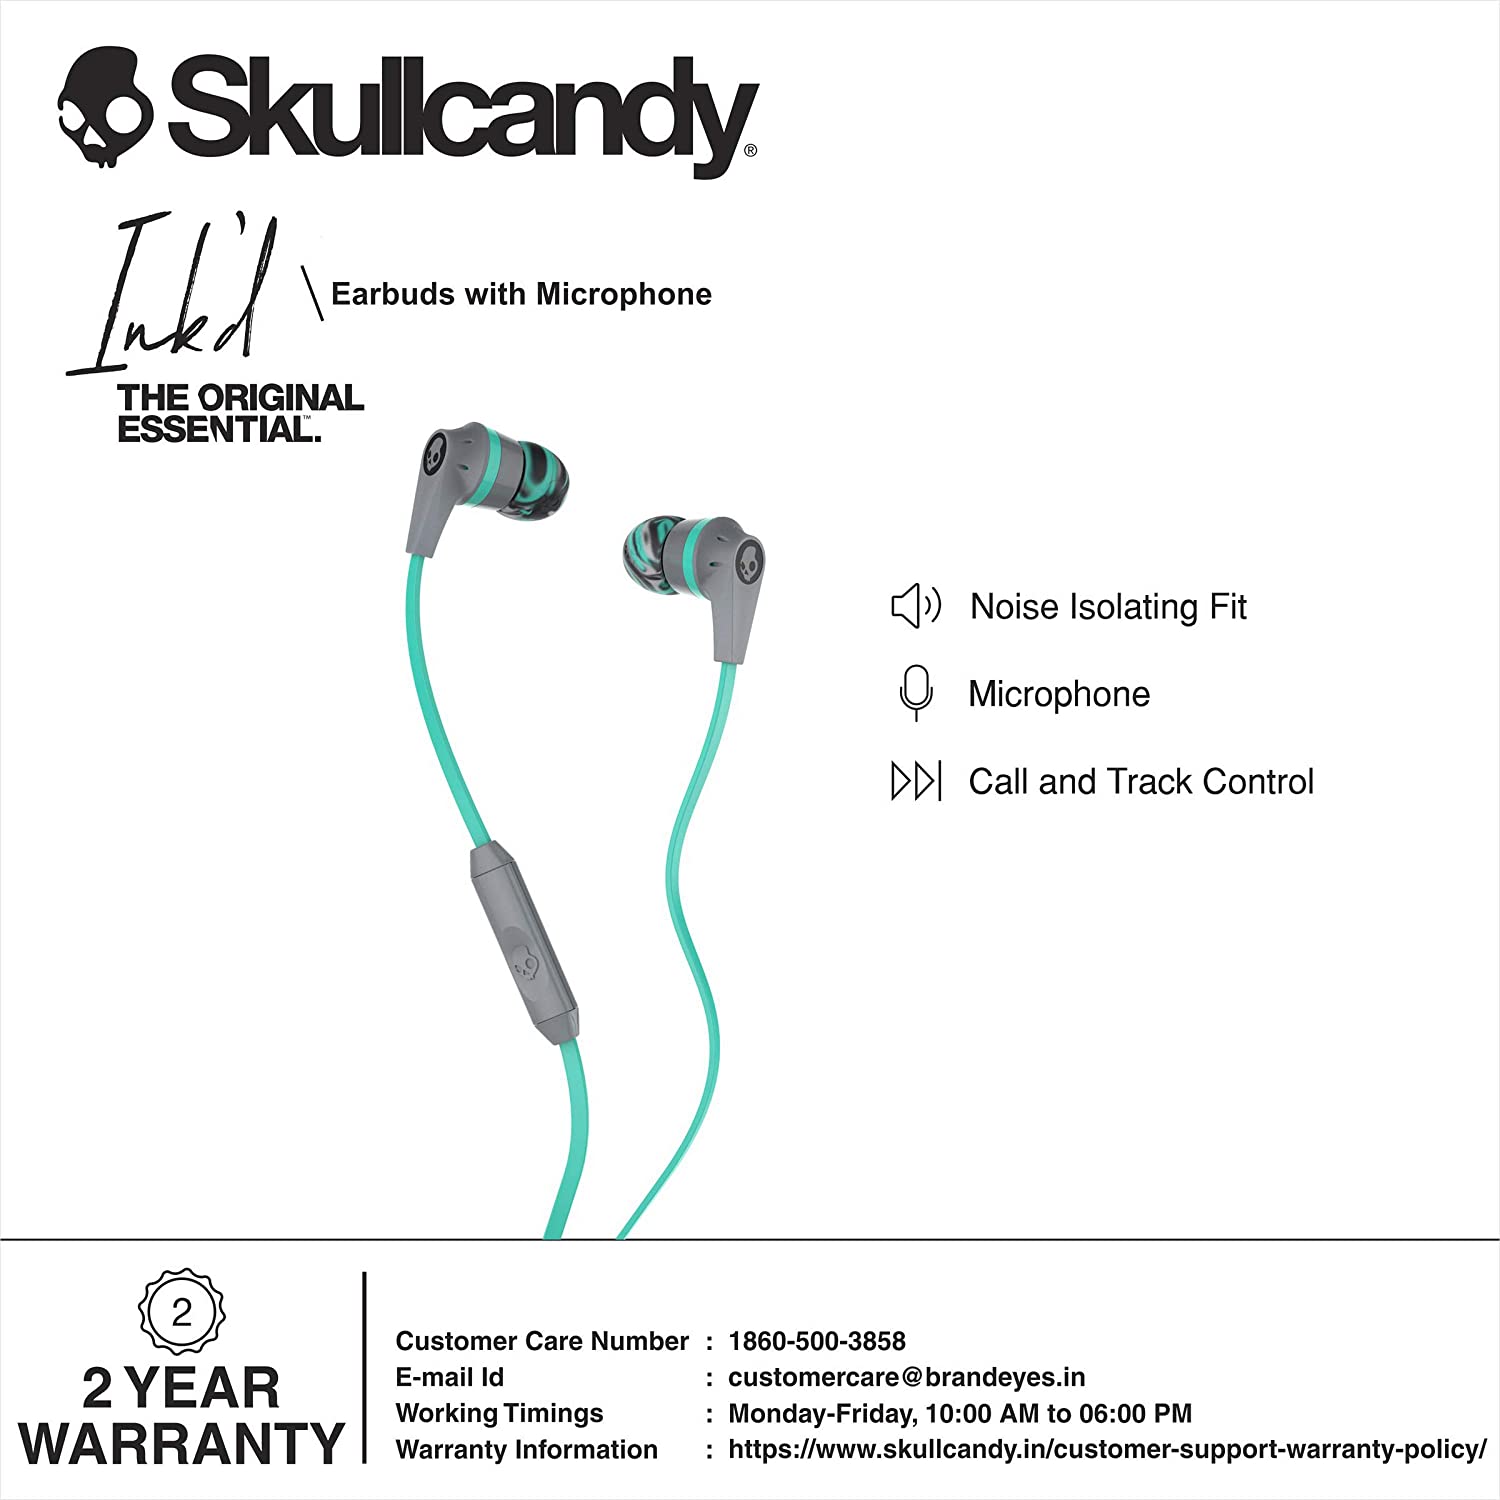 Skullcandy®
Ink'd
\ Earbuds with Microphone
THE ORIGINAL
ESSENTIAL.™
Noise Isolating Fit
Microphone
Call and Track Control
2
2 YEAR
WARRANTY
Customer Care Number : 1860-500-3858
E-mail Id : customercare@brandeyes.in
Working Timings : Monday-Friday, 10:00 AM to 06:00 PM
Warranty Information : https://www.skullcandy.in/customer-support-warranty-policy/